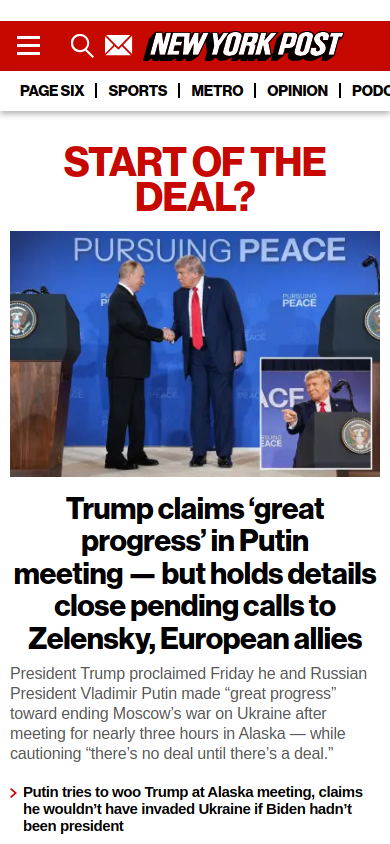 NEW YORK POST
PAGE SIX
SPORTS
METRO
OPINION
PODC
START OF THE
DEAL?
PURSUING PEACE
PURSUING
PEACE
ACE
Trump claims ‘great
progress’ in Putin
meeting — but holds details
close pending calls to
Zelensky, European allies
President Trump proclaimed Friday he and Russian
President Vladimir Putin made “great progress”
toward ending Moscow’s war on Ukraine after
meeting for nearly three hours in Alaska — while
cautioning “there’s no deal until there’s a deal.”
Putin tries to woo Trump at Alaska meeting, claims
he wouldn’t have invaded Ukraine if Biden hadn’t
been president